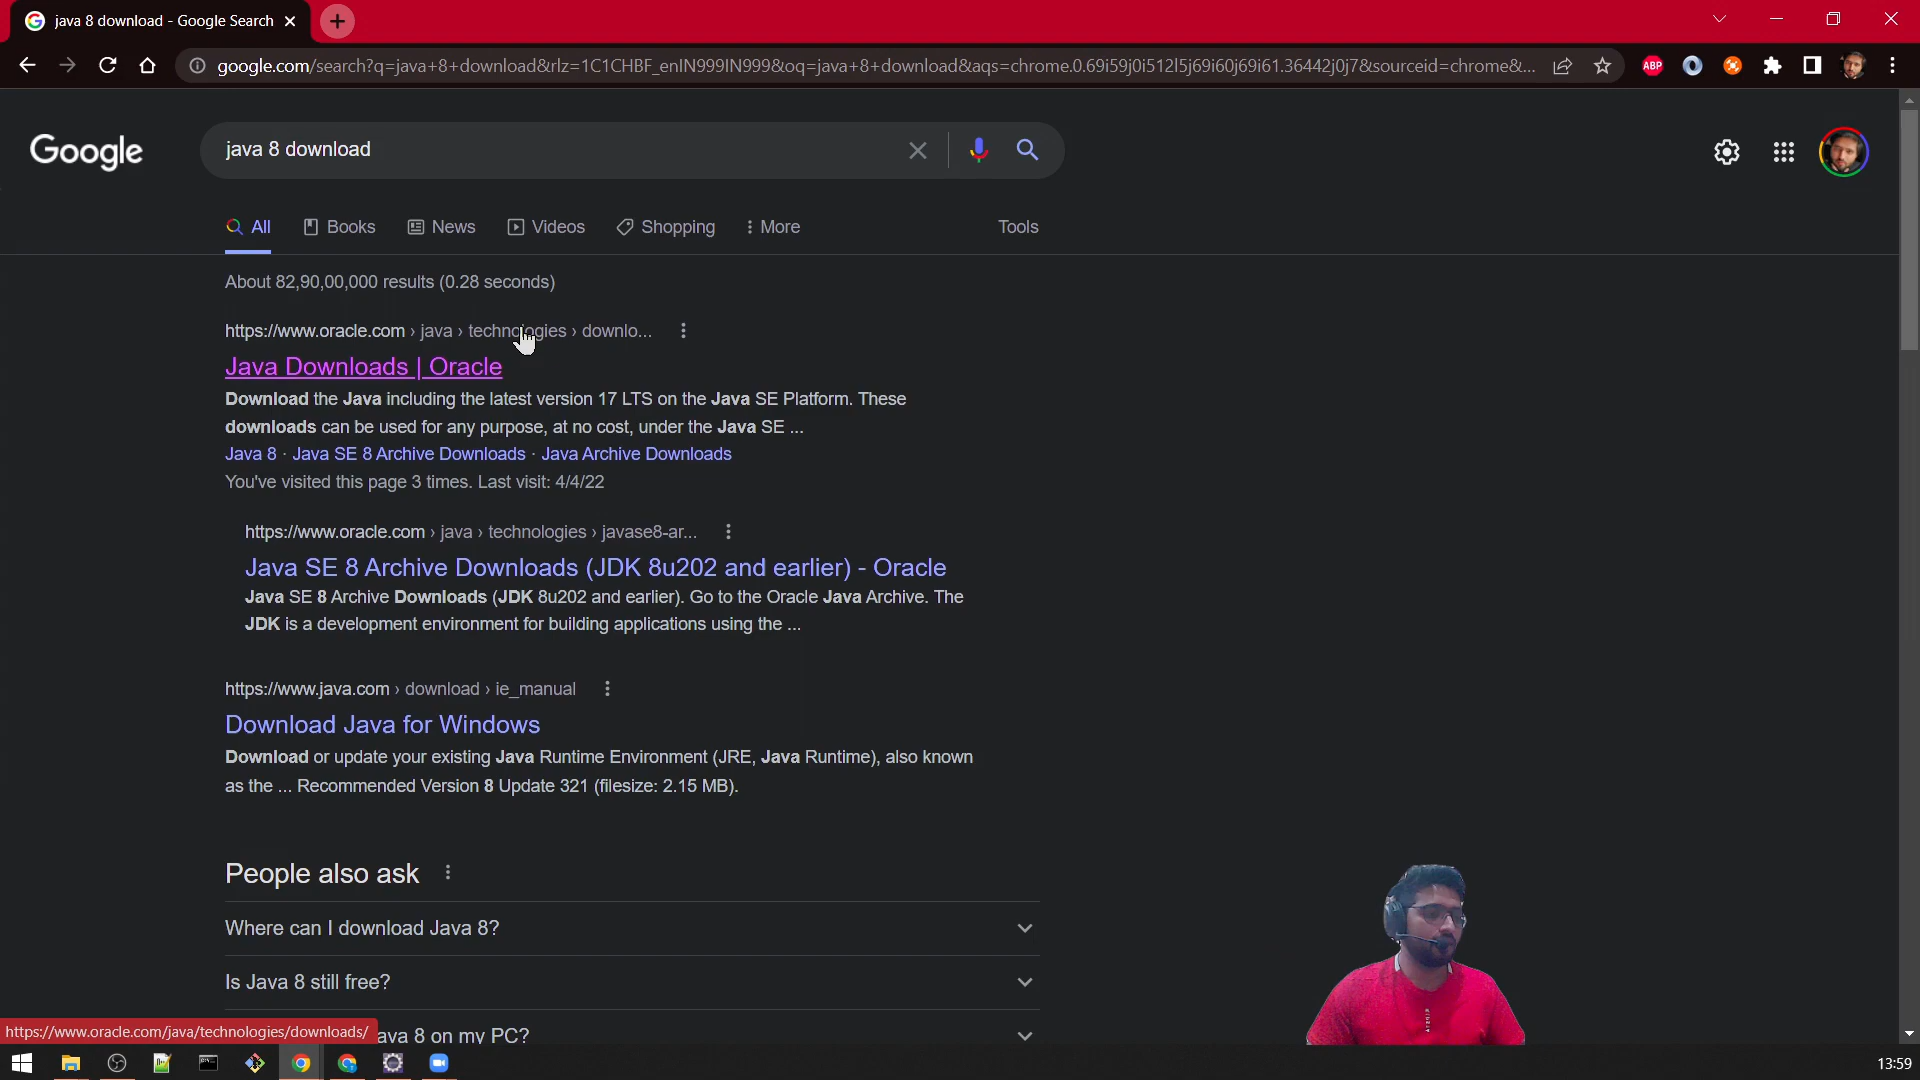 java 8 download - Google Search
google.com/search?q=java+8+download&rlz=1C1CHBF_enIN999IN999&oq=java+8+download&aqs=chrome.0.69i59j0i512l5j69i60j69i61.36442j0j7&sourceid=chrome&...
ABP
Google
java 8 download
All
Books
News
Videos
Shopping
More
Tools
About 82,90,00,000 results (0.28 seconds)
https://www.oracle.com › java › technologies › downlo...
Java Downloads | Oracle
Download the Java including the latest version 17 LTS on the Java SE Platform. These
downloads can be used for any purpose, at no cost, under the Java SE ...
Java 8 · Java SE 8 Archive Downloads · Java Archive Downloads
You've visited this page 3 times. Last visit: 4/4/22
https://www.oracle.com › java › technologies › javase8-ar...
Java SE 8 Archive Downloads (JDK 8u202 and earlier) - Oracle
Java SE 8 Archive Downloads (JDK 8u202 and earlier). Go to the Oracle Java Archive. The
JDK is a development environment for building applications using the ...
https://www.java.com › download › ie_manual
Download Java for Windows
Download or update your existing Java Runtime Environment (JRE, Java Runtime), also known
as the ... Recommended Version 8 Update 321 (filesize: 2.15 MB).
People also ask
Where can I download Java 8?
Is Java 8 still free?
ava 8 on my PC?
https://www.oracle.com/java/technologies/downloads/
13:59